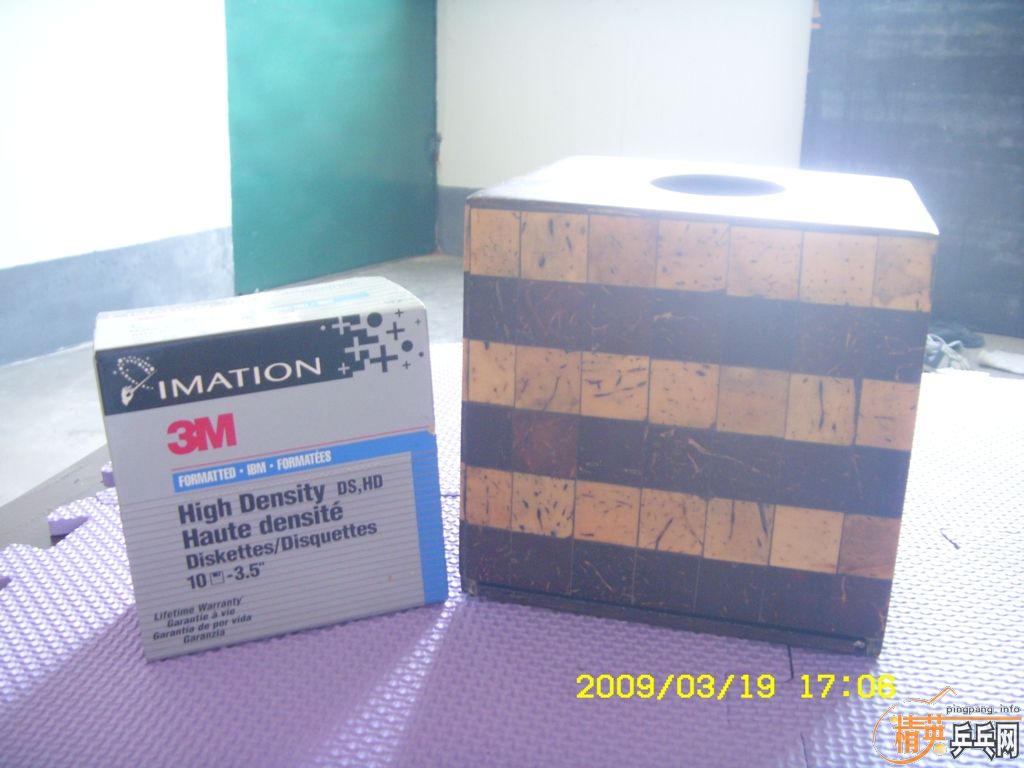 IMATION
3M
FORMATTED · IBM · FORMATÉES
High Density DS,HD
Haute densité
Diskettes/Disquettes
10 -3.5"
Lifetime Warranty*
Garantie à vie
Garantía de por vida
Garanzia
2009/03/19 17:06
pingpang.info
精英乒乓网